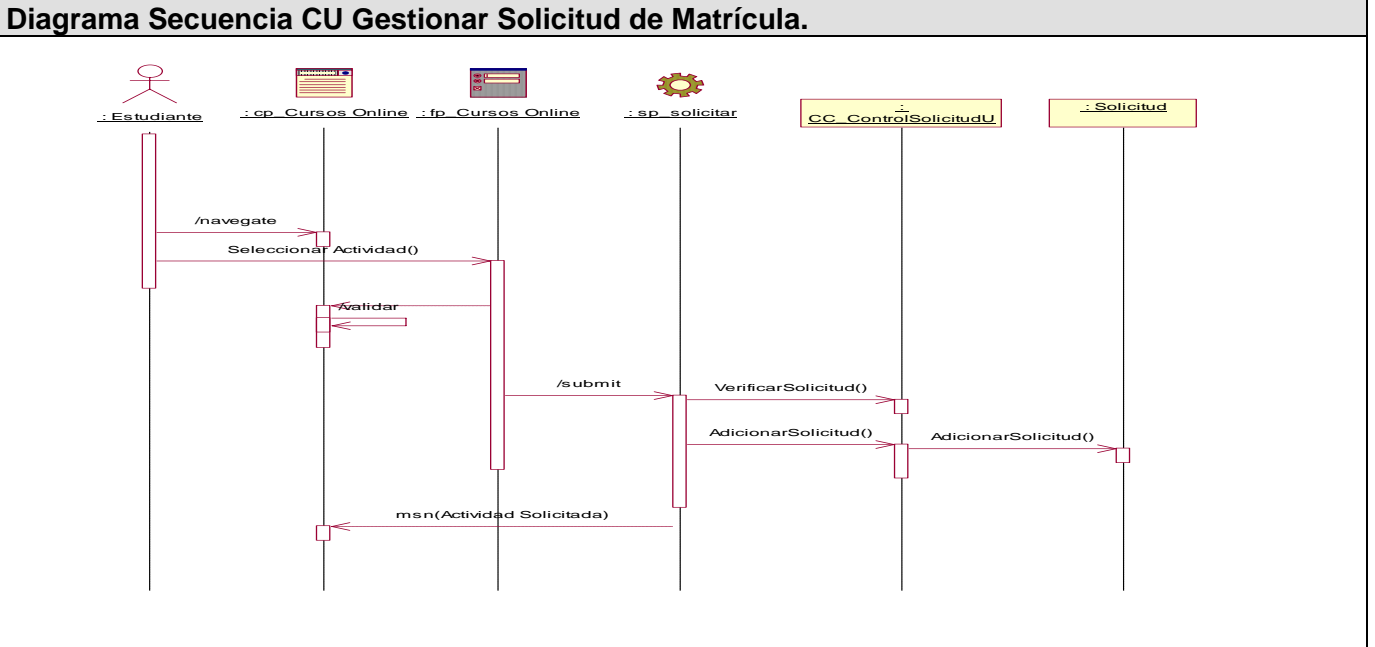 Diagrama Secuencia CU Gestionar Solicitud de Matrícula.
: Estudiante
: cp_Cursos Online
: fp_Cursos Online
: sp_solicitar
:
CC_ControlSolicitudU
: Solicitud
/navegate
Seleccionar Actividad()
/validar
/submit
VerificarSolicitud()
AdicionarSolicitud()
AdicionarSolicitud()
msn(Actividad Solicitada)